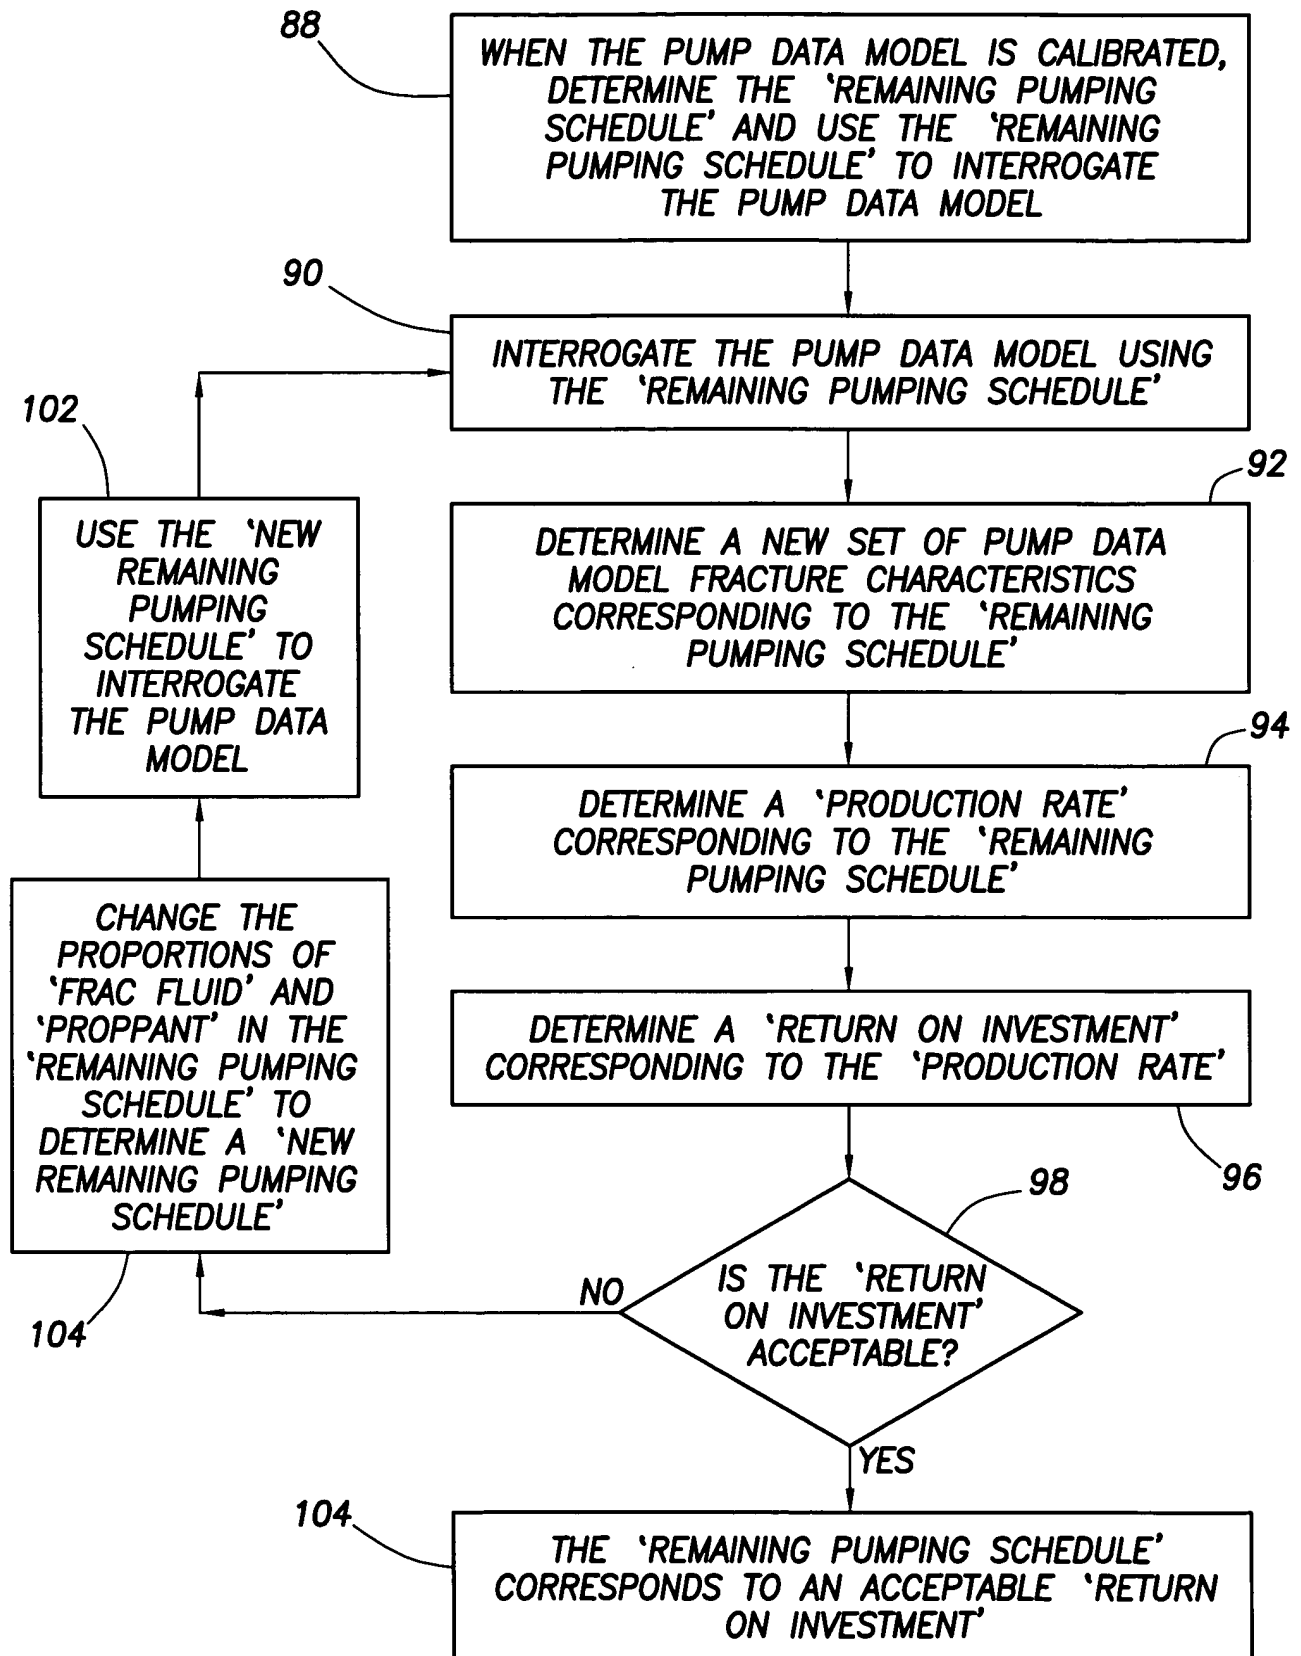 88
WHEN THE PUMP DATA MODEL IS CALIBRATED,
DETERMINE THE 'REMAINING PUMPING
SCHEDULE' AND USE THE 'REMAINING
PUMPING SCHEDULE' TO INTERROGATE
THE PUMP DATA MODEL
90
INTERROGATE THE PUMP DATA MODEL USING
THE 'REMAINING PUMPING SCHEDULE'
92
DETERMINE A NEW SET OF PUMP DATA
MODEL FRACTURE CHARACTERISTICS
CORRESPONDING TO THE 'REMAINING
PUMPING SCHEDULE'
94
DETERMINE A 'PRODUCTION RATE'
CORRESPONDING TO THE 'REMAINING
PUMPING SCHEDULE'
DETERMINE A 'RETURN ON INVESTMENT'
CORRESPONDING TO THE 'PRODUCTION RATE'
96
98
IS THE 'RETURN
ON INVESTMENT'
ACCEPTABLE?
NO
YES
102
USE THE 'NEW
REMAINING
PUMPING
SCHEDULE' TO
INTERROGATE
THE PUMP DATA
MODEL
CHANGE THE
PROPORTIONS OF
'FRAC FLUID' AND
'PROPPANT' IN THE
'REMAINING PUMPING
SCHEDULE' TO
DETERMINE A 'NEW
REMAINING PUMPING
SCHEDULE'
104
104
THE 'REMAINING PUMPING SCHEDULE'
CORRESPONDS TO AN ACCEPTABLE 'RETURN
ON INVESTMENT'